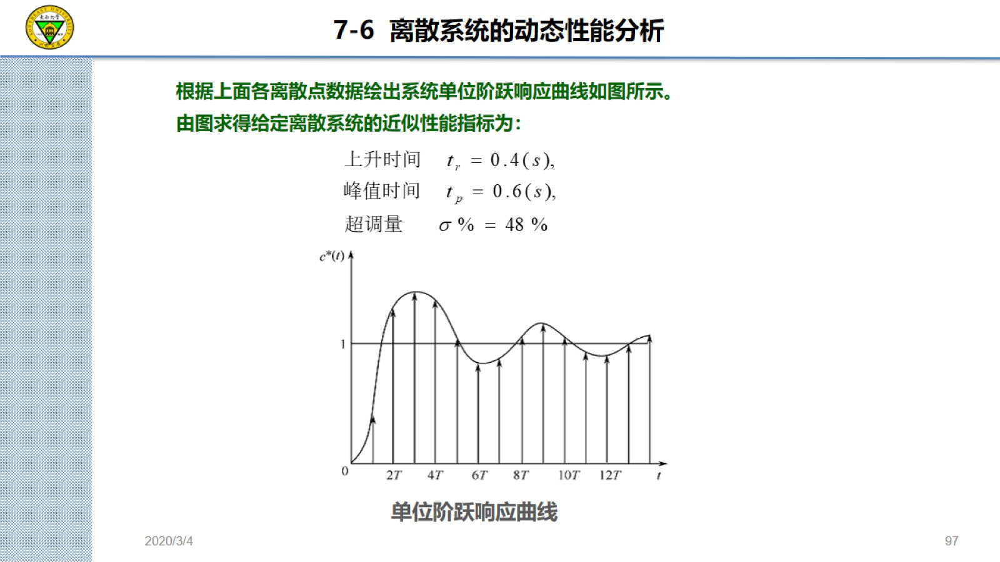 7-6 离散系统的动态性能分析
根据上面各离散点数据绘出系统单位阶跃响应曲线如图所示。
由图求得给定离散系统的近似性能指标为：
上升时间 t_r = 0.4(s),
峰值时间 t_p = 0.6(s),
超调量 σ% = 48%
c*(t)
1
0
2T 4T 6T 8T 10T 12T t
单位阶跃响应曲线
2020/3/4
97